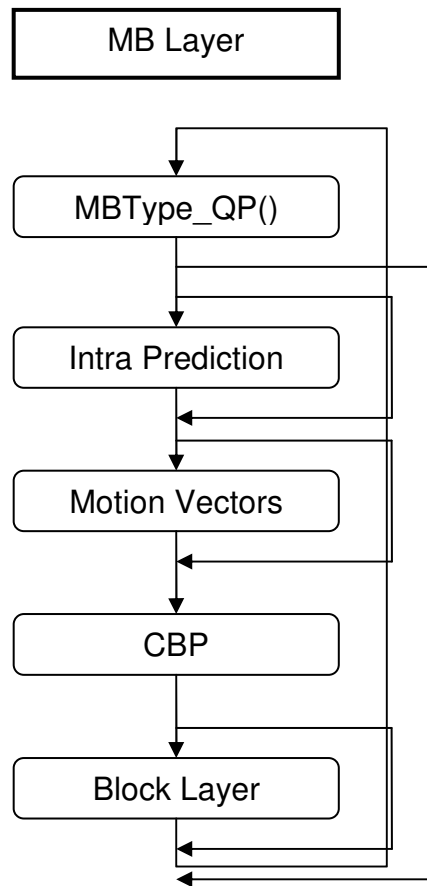 MB Layer
MBType_QP()
Intra Prediction
Motion Vectors
CBP
Block Layer